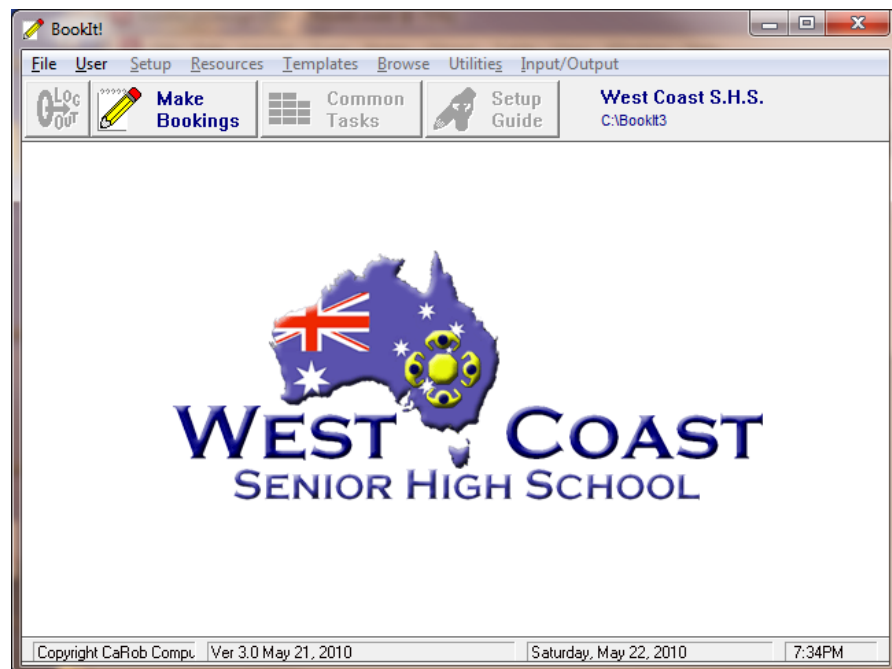 BookIt!
File User Setup Resources Templates Browse Utilities Input/Output
LOG OUT
Make Bookings
Common Tasks
Setup Guide
West Coast S.H.S.
C:\BookIt3
WEST COAST
SENIOR HIGH SCHOOL
Copyright CaRob Compu
Ver 3.0 May 21, 2010
Saturday, May 22, 2010
7:34PM